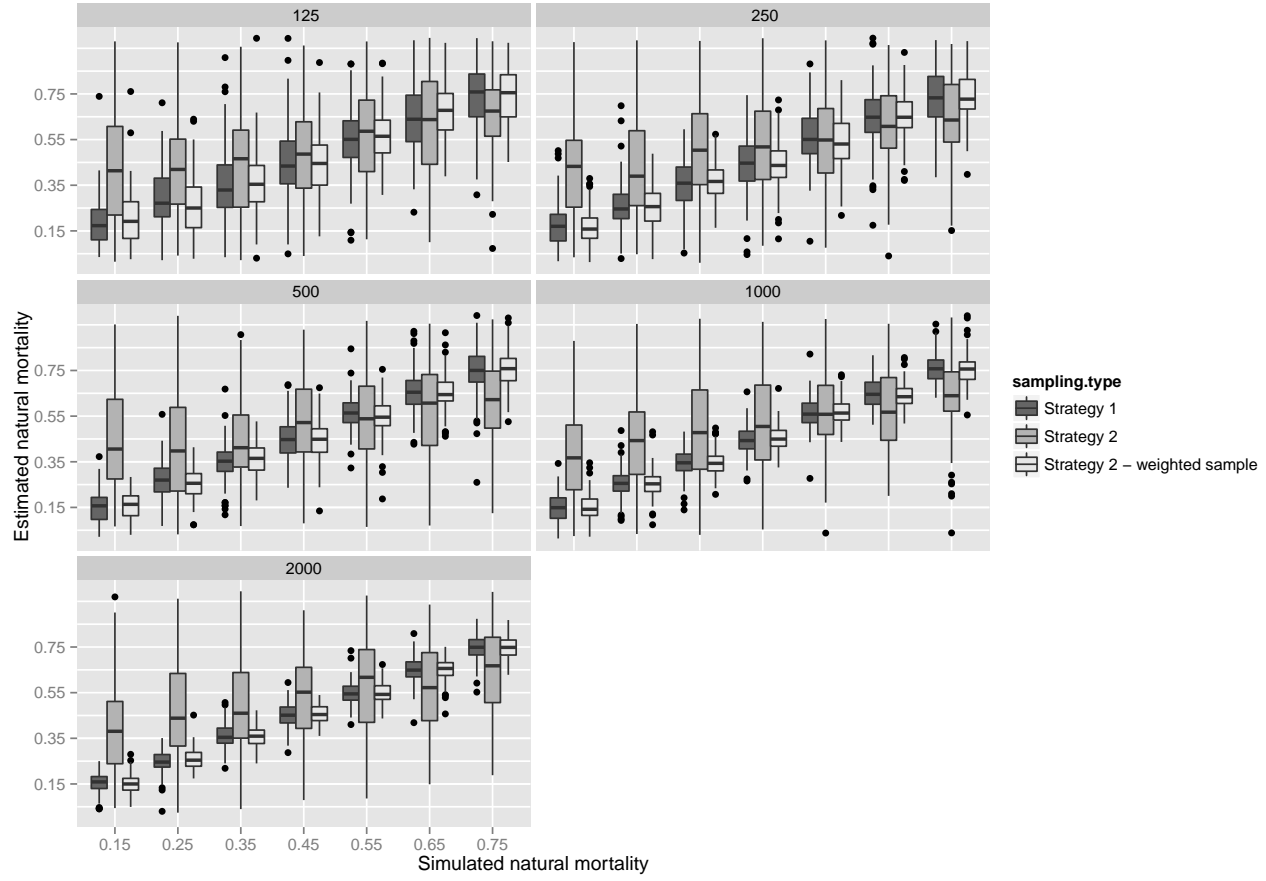 125
250
0.75
0.55
0.35
0.15
500
1000
0.75
0.55
0.35
0.15
2000
0.75
0.55
0.35
0.15
0.15 0.25 0.35 0.45 0.55 0.65 0.75
Simulated natural mortality
Estimated natural mortality
sampling.type
Strategy 1
Strategy 2
Strategy 2 − weighted sample